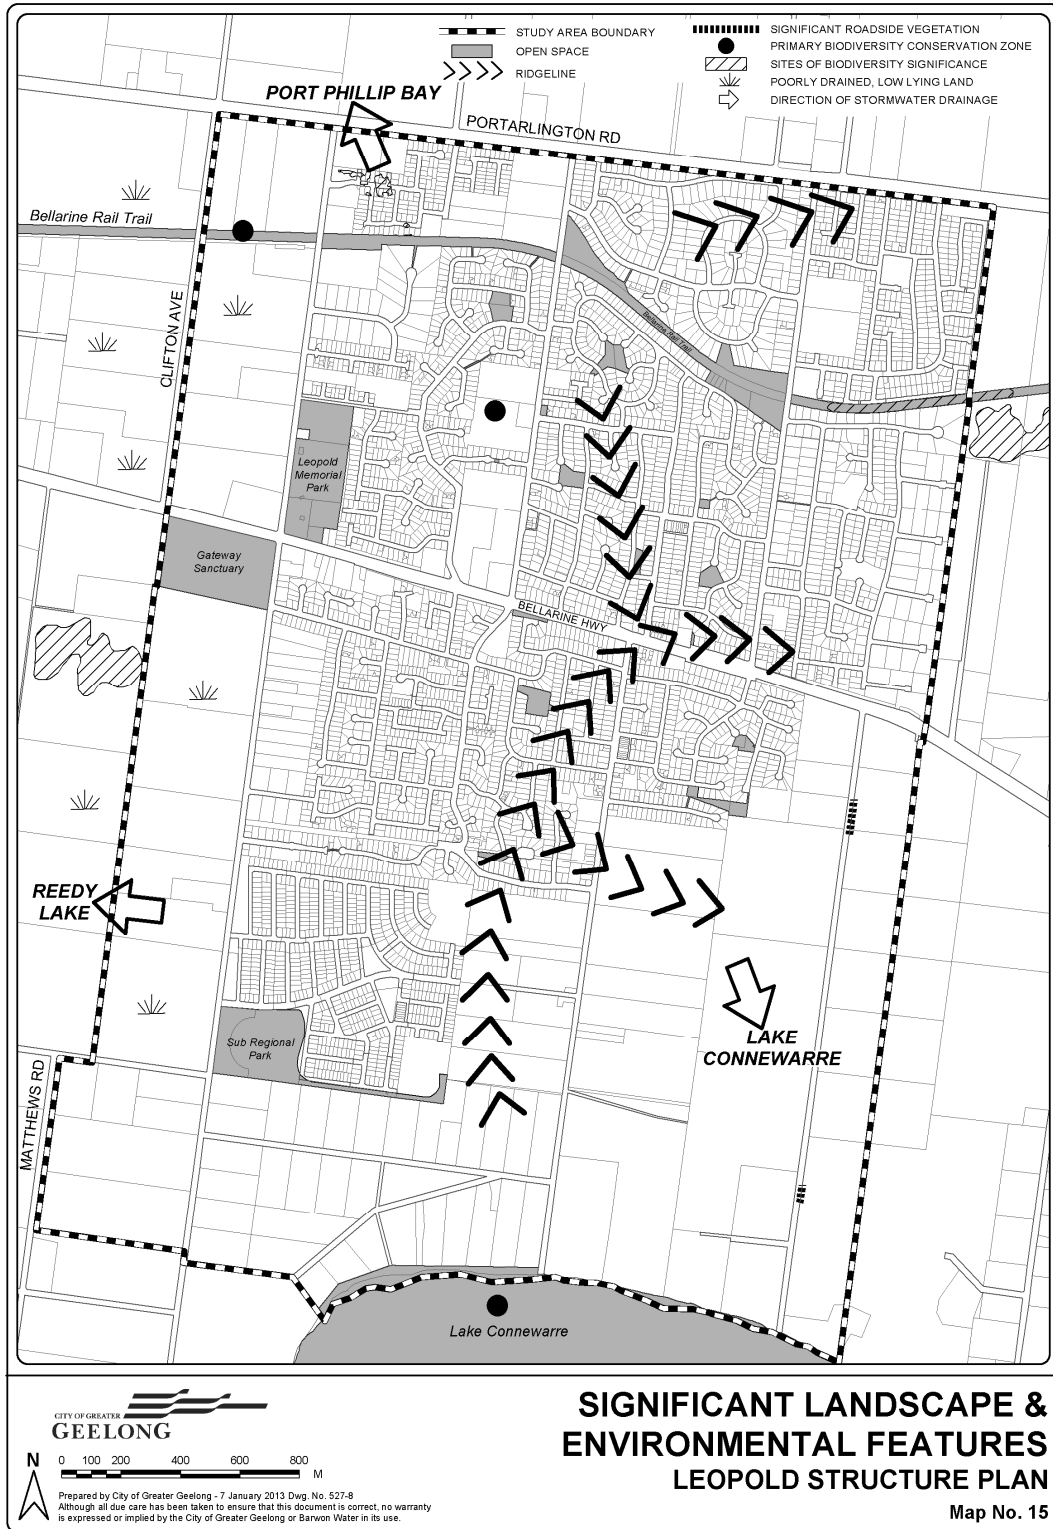 STUDY AREA BOUNDARY
OPEN SPACE
RIDGELINE
SIGNIFICANT ROADSIDE VEGETATION
PRIMARY BIODIVERSITY CONSERVATION ZONE
SITES OF BIODIVERSITY SIGNIFICANCE
POORLY DRAINED, LOW LYING LAND
DIRECTION OF STORMWATER DRAINAGE
PORT PHILLIP BAY
PORTARLINGTON RD
Bellarine Rail Trail
CLIFTON AVE
Bellarine Rail Trail
Leopold
Memorial
Park
Gateway
Sanctuary
BELLARINE HWY
REEDY
LAKE
LAKE
CONNEWARRE
Sub Regional
Park
MATTHEWS RD
Lake Connewarre
CITY OF GREATER
GEELONG
N
0 100 200 400 600 800
M
Prepared by City of Greater Geelong - 7 January 2013 Dwg. No. 527-8
Although all due care has been taken to ensure that this document is correct, no warranty
is expressed or implied by the City of Greater Geelong or Barwon Water in its use.
SIGNIFICANT LANDSCAPE &
ENVIRONMENTAL FEATURES
LEOPOLD STRUCTURE PLAN
Map No. 15